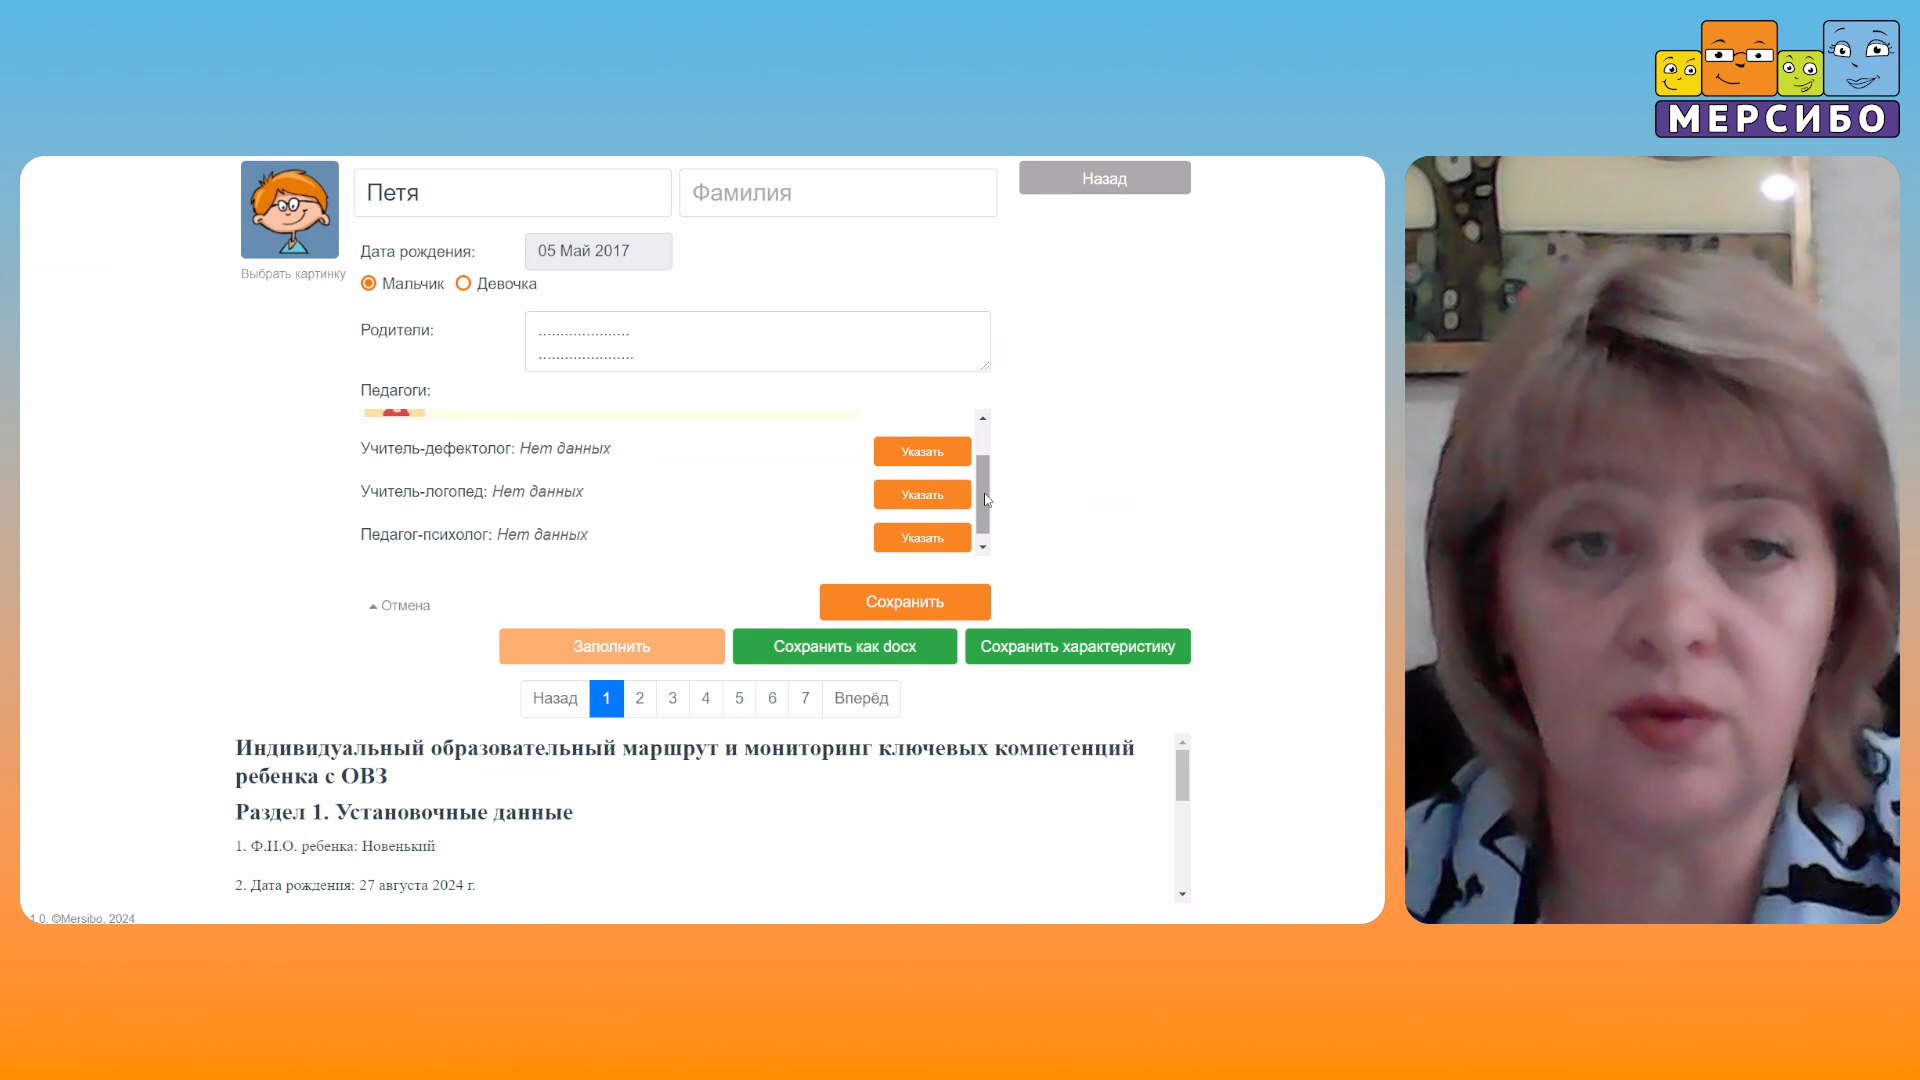 МЕРСИБО
Петя
Фамилия
Назад
Выбрать картинку
Дата рождения:
05 Май 2017
Мальчик
Девочка
Родители:
.....................
......................
Педагоги:
Учитель-дефектолог: Нет данных
Указать
Учитель-логопед: Нет данных
Указать
Педагог-психолог: Нет данных
Указать
Отмена
Сохранить
Заполнить
Сохранить как docx
Сохранить характеристику
Назад 1 2 3 4 5 6 7 Вперёд
Индивидуальный образовательный маршрут и мониторинг ключевых компетенций
ребенка с ОВЗ
Раздел 1. Установочные данные
1. Ф.И.О. ребенка: Новенький
2. Дата рождения: 27 августа 2024 г.
1.0, ©Mersibo, 2024